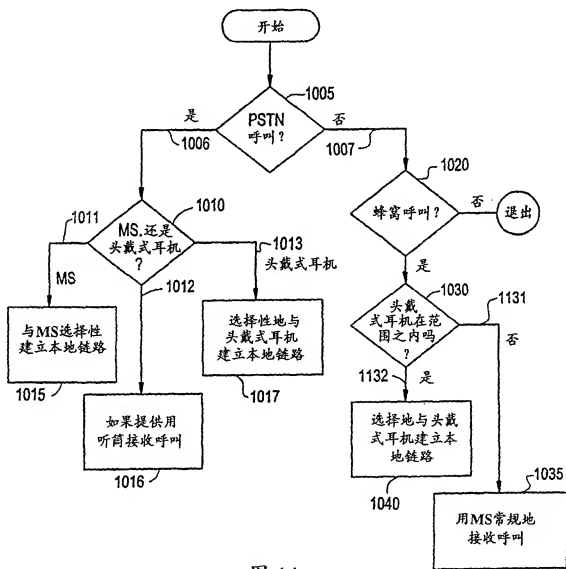 开始
1005
PSTN
呼叫？
是
1006
否
1007
1020
蜂窝呼叫？
否
退出
是
1010
MS,还是
头戴式耳机
？
1011
MS
1012
1013
头戴式耳机
与MS选择性
建立本地链路
1015
如果提供用
听筒接收呼叫
1016
选择性地与
头戴式耳机
建立本地链路
1017
1030
头戴
式耳机在范
围之内吗
？
1131
否
1132
是
选择地与头戴
式耳机建立本
地链路
1040
1035
用MS常规地
接收呼叫